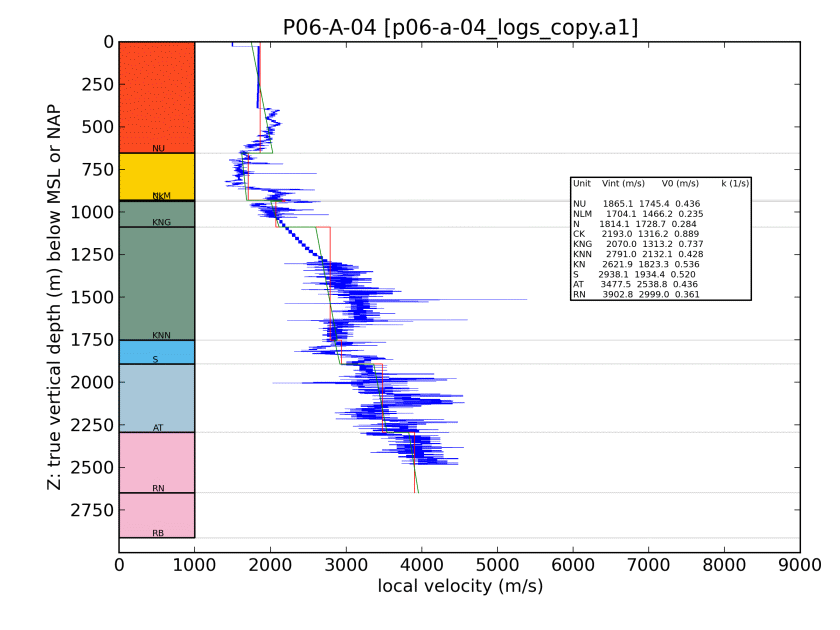 P06-A-04 [p06-a-04_logs_copy.a1]
0
250
500
750
1000
1250
1500
1750
2000
2250
2500
2750
Z: true vertical depth (m) below MSL or NAP
NU
NLM
KNG
KNN
S
AT
RN
RB
Unit Vint (m/s) V0 (m/s) k (1/s)
NU 1865.1 1745.4 0.436
NLM 1704.1 1466.2 0.235
N 1814.1 1728.7 0.284
CK 2193.0 1316.2 0.889
KNG 2070.0 1313.2 0.737
KNN 2791.0 2132.1 0.428
KN 2621.9 1823.3 0.536
S 2938.1 1934.4 0.520
AT 3477.5 2538.8 0.436
RN 3902.8 2999.0 0.361
0 1000 2000 3000 4000 5000 6000 7000 8000 9000
local velocity (m/s)